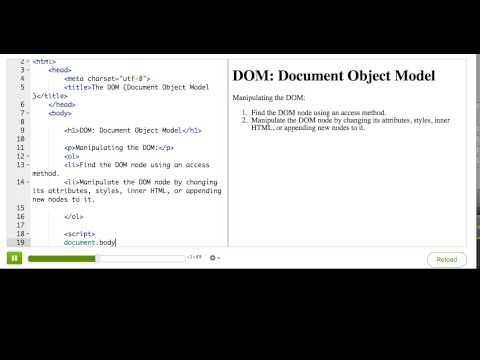 2 <html>
3 <head>
4 <meta charset="utf-8">
5 <title>The DOM (Document Object Model
)</title>
6 </head>
7 <body>
8
9 <h1>DOM: Document Object Model</h1>
10
11 <p>Manipulating the DOM:</p>
12 <ol>
13 <li>Find the DOM node using an access
method.
14 <li>Manipulate the DOM node by changing
its attributes, styles, inner HTML, or appending
new nodes to it.
15
16 </ol>
17
18 <script>
19 document.body
DOM: Document Object Model
Manipulating the DOM:
1. Find the DOM node using an access method.
2. Manipulate the DOM node by changing its attributes, styles, inner
HTML, or appending new nodes to it.
Reload